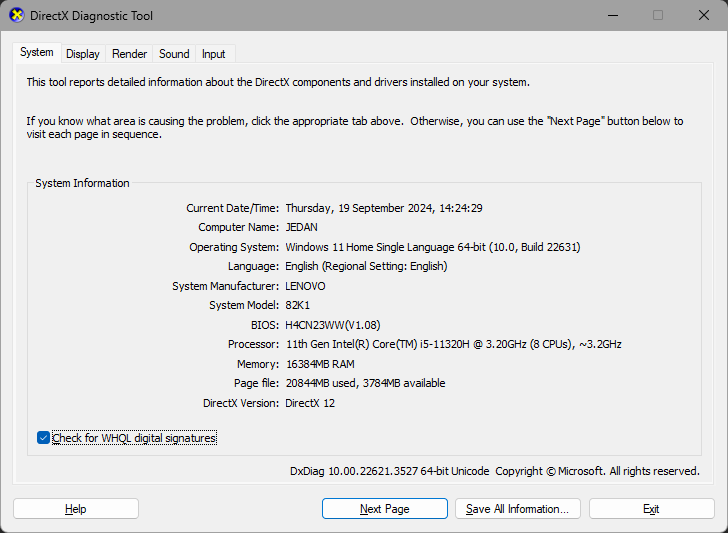 DirectX Diagnostic Tool
System Display Render Sound Input
This tool reports detailed information about the DirectX components and drivers installed on your system.
If you know what area is causing the problem, click the appropriate tab above.  Otherwise, you can use the "Next Page" button below to
visit each page in sequence.
System Information
Current Date/Time: Thursday, 19 September 2024, 14:24:29
Computer Name: JEDAN
Operating System: Windows 11 Home Single Language 64-bit (10.0, Build 22631)
Language: English (Regional Setting: English)
System Manufacturer: LENOVO
System Model: 82K1
BIOS: H4CN23WW(V1.08)
Processor: 11th Gen Intel(R) Core(TM) i5-11320H @ 3.20GHz (8 CPUs), ~3.2GHz
Memory: 16384MB RAM
Page file: 20844MB used, 3784MB available
DirectX Version: DirectX 12
Check for WHQL digital signatures
DxDiag 10.00.22621.3527 64-bit Unicode  Copyright © Microsoft. All rights reserved.
Help Next Page Save All Information... Exit